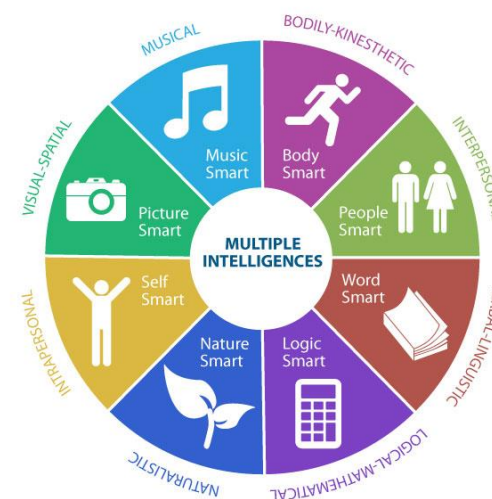 MUSICAL
BODILY-KINESTHETIC
VISUAL-SPATIAL
INTERPERSONA
Music
Smart
Body
Smart
Picture
Smart
People
Smart
MULTIPLE
INTELLIGENCES
Self
Smart
Word
Smart
Nature
Smart
Logic
Smart
INTRAPERSONAL
BAL-LINGUISTIC
NATURALISTIC
LOGICAL-MATHEMATICAL